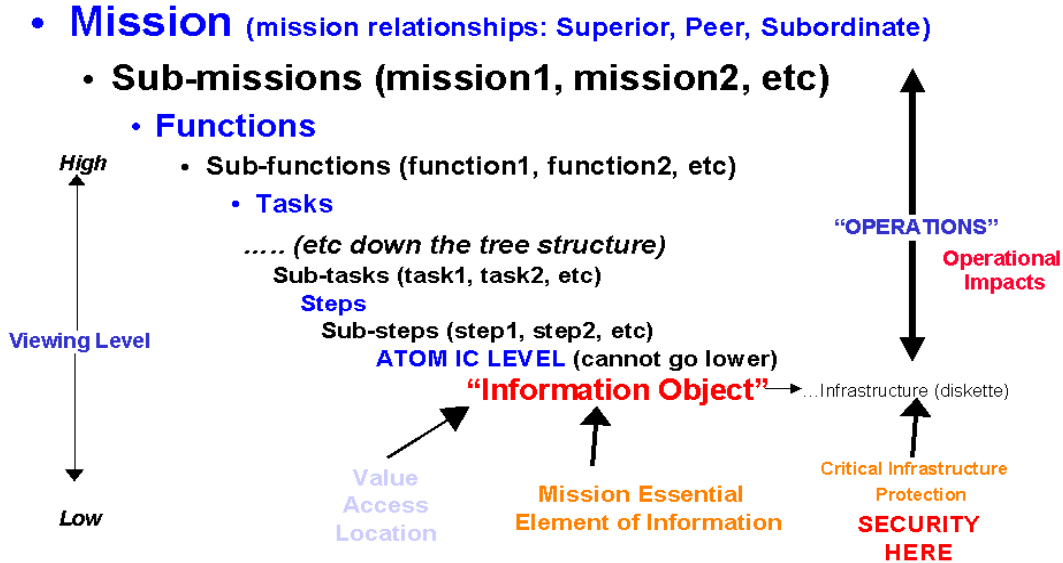 • Mission (mission relationships: Superior, Peer, Subordinate)
• Sub-missions (mission1, mission2, etc)
• Functions
High
• Sub-functions (function1, function2, etc)
• Tasks
..... (etc down the tree structure)
“OPERATIONS”
Operational
Impacts
Sub-tasks (task1, task2, etc)
Steps
Sub-steps (step1, step2, etc)
Viewing Level
ATOM IC LEVEL (cannot go lower)
“Information Object”
...Infrastructure (diskette)
Value
Access
Location
Mission Essential
Element of Information
Critical Infrastructure
Protection
SECURITY
HERE
Low